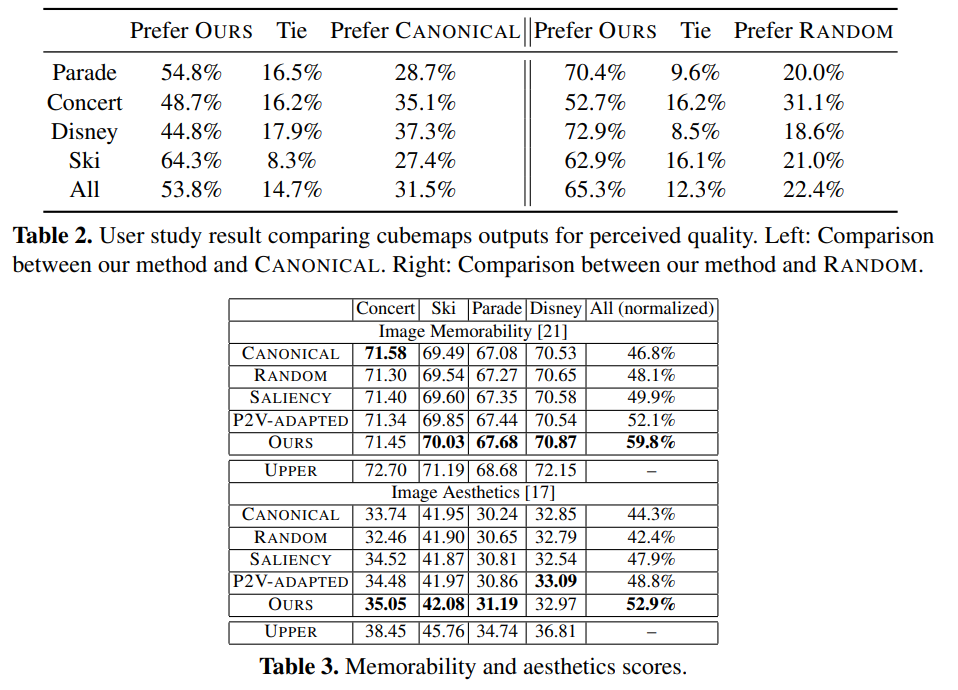 Prefer OURS Tie Prefer CANONICAL Prefer OURS Tie Prefer RANDOM
Parade 54.8% 16.5% 28.7% 70.4% 9.6% 20.0%
Concert 48.7% 16.2% 35.1% 52.7% 16.2% 31.1%
Disney 44.8% 17.9% 37.3% 72.9% 8.5% 18.6%
Ski 64.3% 8.3% 27.4% 62.9% 16.1% 21.0%
All 53.8% 14.7% 31.5% 65.3% 12.3% 22.4%
Table 2. User study result comparing cubemaps outputs for perceived quality. Left: Comparison
between our method and CANONICAL. Right: Comparison between our method and RANDOM.
Concert Ski Parade Disney All (normalized)
Image Memorability [21]
CANONICAL 71.58 69.49 67.08 70.53 46.8%
RANDOM 71.30 69.54 67.27 70.65 48.1%
SALIENCY 71.40 69.60 67.35 70.58 49.9%
P2V-ADAPTED 71.34 69.85 67.44 70.54 52.1%
OURS 71.45 70.03 67.68 70.87 59.8%
UPPER 72.70 71.19 68.68 72.15 –
Image Aesthetics [17]
CANONICAL 33.74 41.95 30.24 32.85 44.3%
RANDOM 32.46 41.90 30.65 32.79 42.4%
SALIENCY 34.52 41.87 30.81 32.54 47.9%
P2V-ADAPTED 34.48 41.97 30.86 33.09 48.8%
OURS 35.05 42.08 31.19 32.97 52.9%
UPPER 38.45 45.76 34.74 36.81 –
Table 3. Memorability and aesthetics scores.